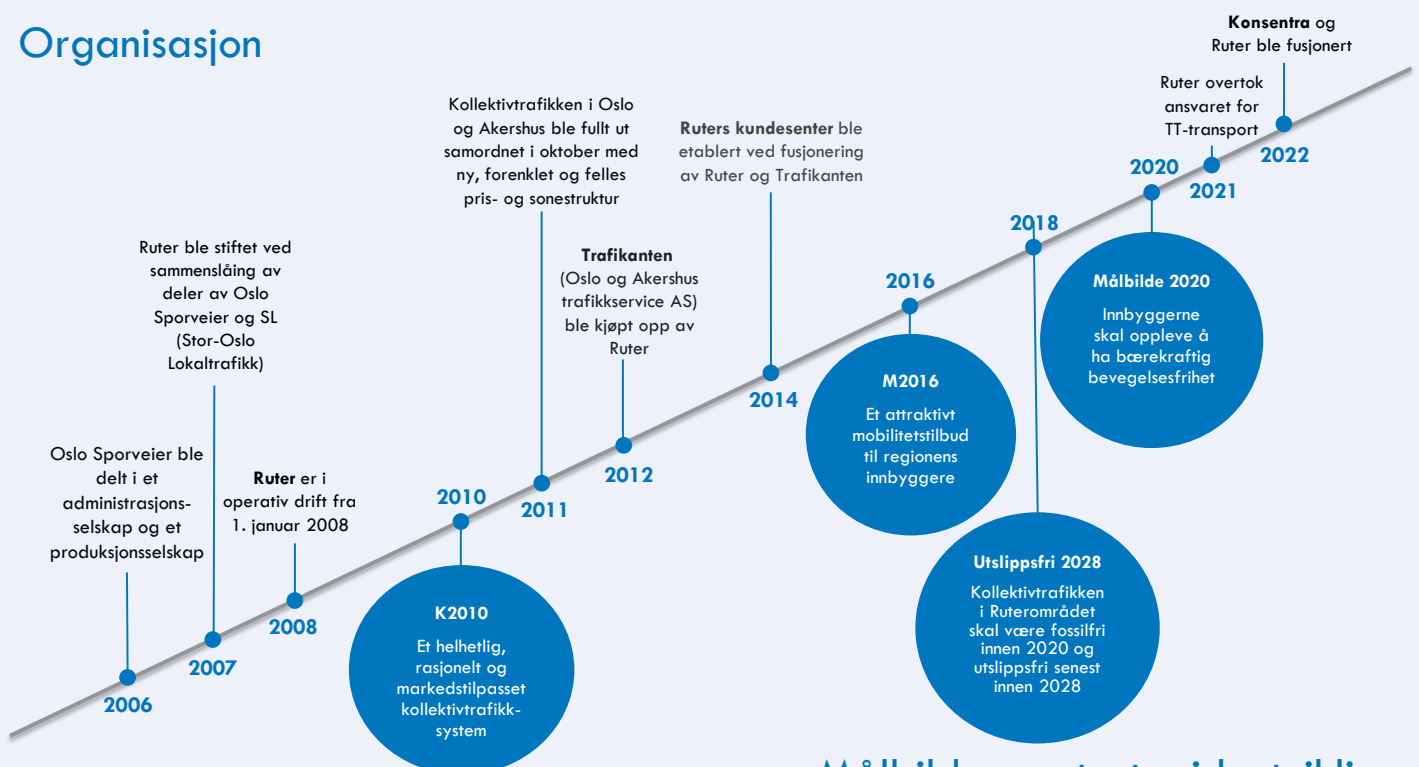 Organisasjon
Oslo Sporveier ble
delt i et
administrasjons-
selskap og et
produksjonsselskap
2006
Ruter ble stiftet ved
sammenslåing av
deler av Oslo
Sporveier og SL
(Stor-Oslo
Lokaltrafikk)
2007
Ruter er i
operativ drift fra
1. januar 2008
2008
2010
K2010
Et helhetlig,
rasjonelt og
markedstilpasset
kollektivtrafikk-
system
Kollektivtrafikken i Oslo
og Akershus ble fullt ut
samordnet i oktober med
ny, forenklet og felles
pris- og sonestruktur
2011
Trafikanten
(Oslo og Akershus
trafikkservice AS)
ble kjøpt opp av
Ruter
2012
Ruters kundesenter ble
etablert ved fusjonering
av Ruter og Trafikanten
2014
2016
M2016
Et attraktivt
mobilitetstilbud
til regionens
innbyggere
2018
Utslippsfri 2028
Kollektivtrafikken
i Ruterområdet
skal være fossilfri
innen 2020 og
utslippsfri senest
innen 2028
2020
Målbilde 2020
Innbyggerne
skal oppleve å
ha bærekraftig
bevegelsesfrihet
Ruter overtok
ansvaret for
TT-transport
2021
Konsentra og
Ruter ble fusjonert
2022